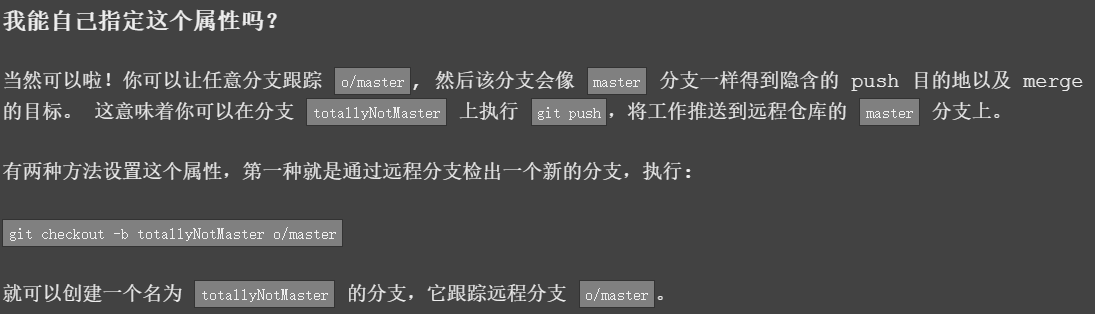 我能自己指定这个属性吗?
当然可以啦! 你可以让任意分支跟踪 o/master, 然后该分支会像 master 分支一样得到隐含的 push 目的地以及 merge
的目标。 这意味着你可以在分支 totallyNotMaster 上执行 git push, 将工作推送到远程仓库的 master 分支上。
有两种方法设置这个属性, 第一种就是通过远程分支检出一个新的分支, 执行:
git checkout -b totallyNotMaster o/master
就可以创建一个名为 totallyNotMaster 的分支, 它跟踪远程分支 o/master。